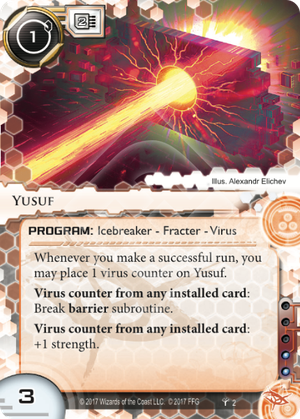 1
2
Illus. Alexandr Elichev
Yusuf
PROGRAM: Icebreaker - Fracter - Virus
Whenever you make a successful run, you
may place 1 virus counter on Yusuf.
Virus counter from any installed card:
Break barrier subroutine.
Virus counter from any installed card:
+1 strength.
3
© 2017 Wizards of the Coast LLC. © 2017 FFG
2